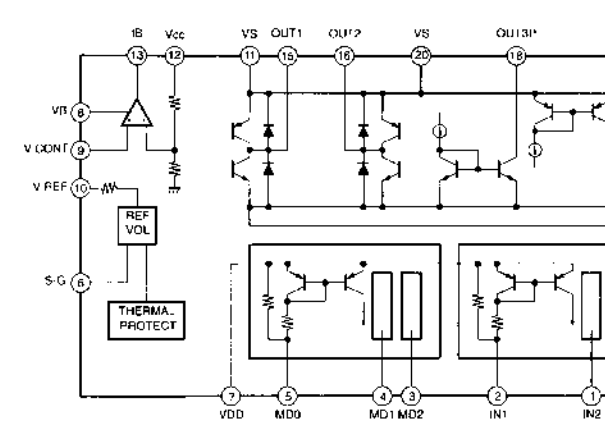 IB Vcc VS OUT1 OUT2 VS OUT3P
13 12 11 15 16 20 18
VB 8
V CONT 9
V REF 10
REF
VOL
S-G 6
THERMAL
PROTECT
7 5 4 3 2 1
VDD MD0 MD1 MD2 IN1 IN2